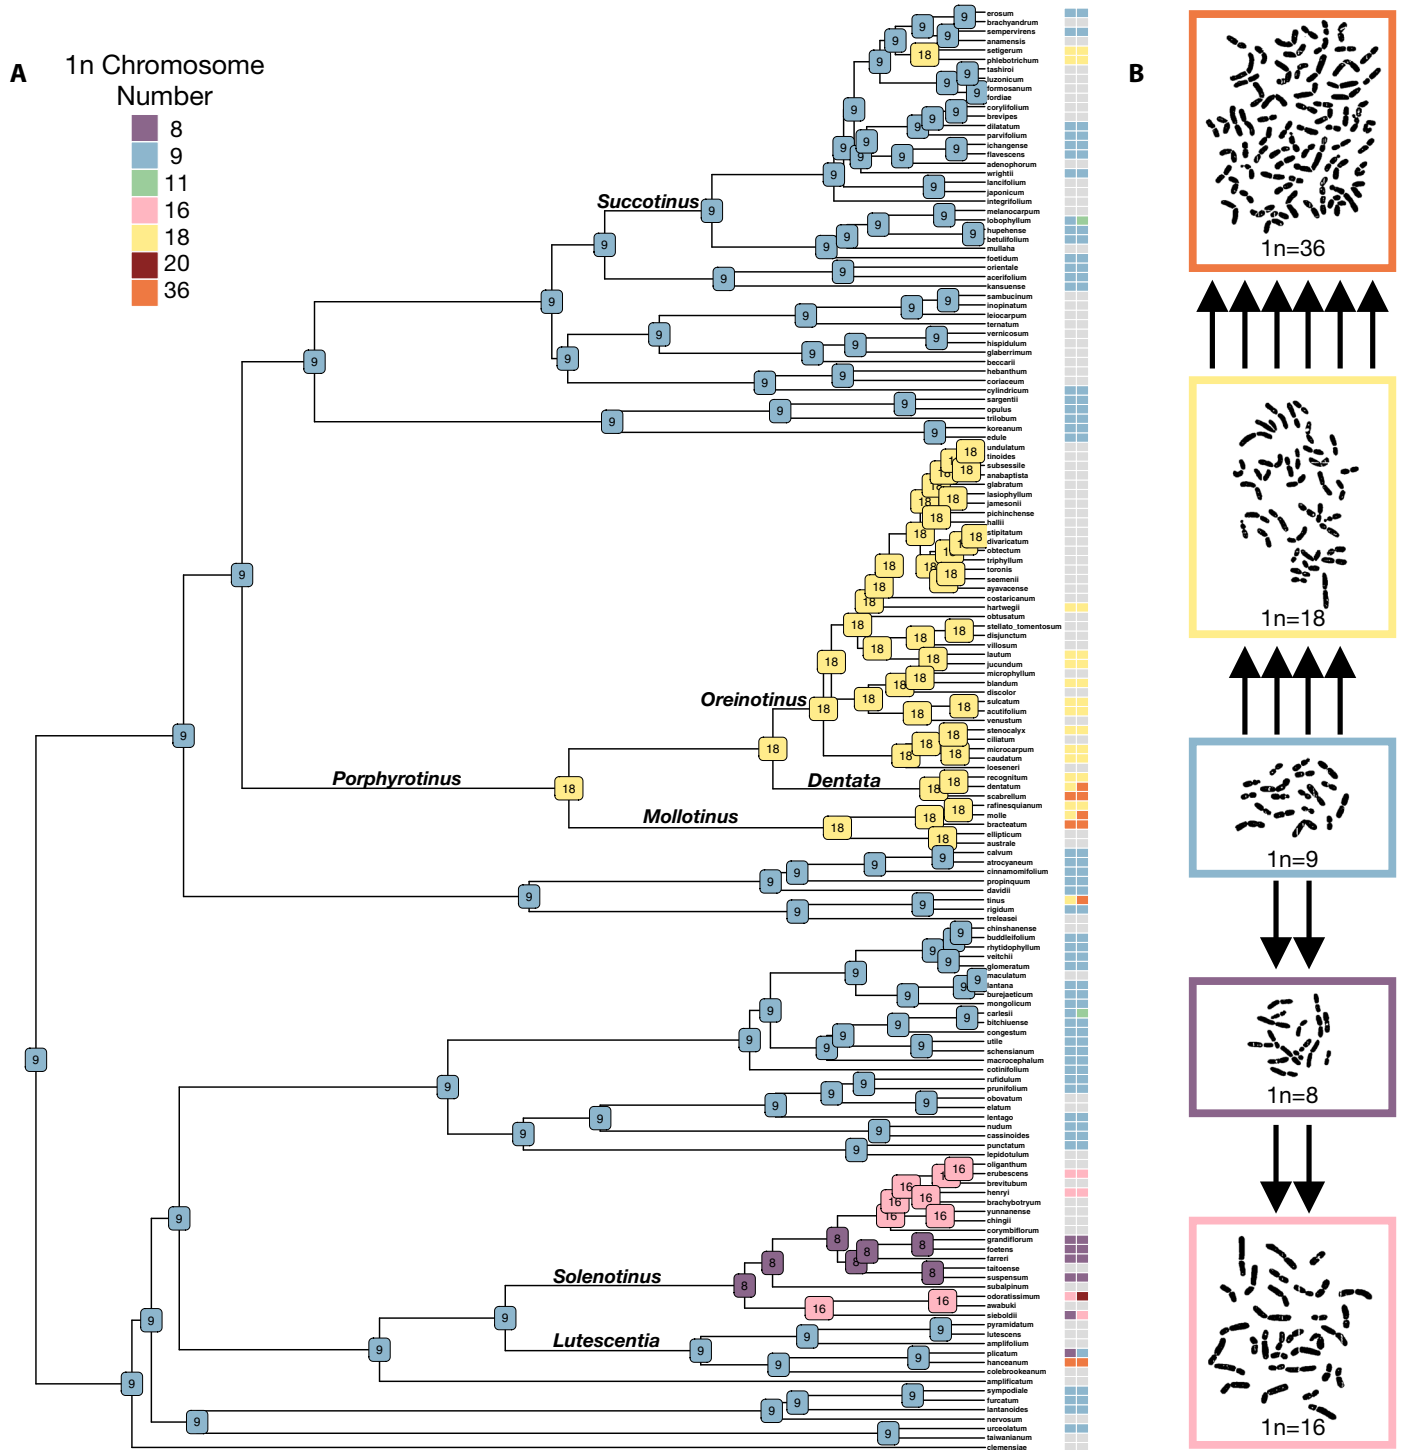 A
1n Chromosome
Number
8
9
11
16
18
20
36
Succotinus
Oreinotinus
Porphyrotinus
Dentata
Mollotinus
Solenotinus
Lutescentia
erosum
brachyandrum
sempervirens
anamensis
setigerum
phlebotrichum
tashiroi
luzonicum
formosanum
fordiae
corylifolium
brevipes
dilatatum
parvifolium
ichangense
flavescens
adenophorum
wrightii
lancifolium
japonicum
integrifolium
melanocarpum
lobophyllum
hupehense
betulifolium
mullaha
foetidum
orientale
acerifolium
kansuense
sambucinum
inopinatum
leiocarpum
ternatum
vernicosum
hispidulum
glaberrimum
beccarii
hebanthum
coriaceum
cylindricum
sargentii
opulus
trilobum
koreanum
edule
undulatum
tinoides
subsessile
anabaptista
glabratum
lasiophyllum
jamesonii
pichinchense
hallii
stipitatum
divaricatum
obtectum
triphyllum
toronis
seemenii
ayavacense
costaricanum
hartwegii
obtusatum
stellato_tomentosum
disjunctum
villosum
lautum
jucundum
microphyllum
blandum
discolor
sulcatum
acutifolium
venustum
stenocalyx
ciliatum
microcarpum
caudatum
loeseneri
recognitum
dentatum
scabrellum
rafinesquianum
molle
bracteatum
ellipticum
australe
calvum
atrocyaneum
cinnamomifolium
propinquum
davidii
tinus
rigidum
treleasei
chinshanense
buddleifolium
rhytidophyllum
veitchii
glomeratum
maculatum
lantana
burejaeticum
mongolicum
carlesii
bitchiuense
congestum
utile
schensianum
macrocephalum
cotinifolium
rufidulum
prunifolium
obovatum
elatum
lentago
nudum
cassinoides
punctatum
lepidotulum
oliganthum
erubescens
brevitubum
henryi
brachybotryum
yunnanense
chingii
corymbiflorum
grandiflorum
foetens
farreri
taitoense
suspensum
subalpinum
odoratissimum
awabuki
sieboldii
pyramidatum
lutescens
amplifolium
plicatum
hanceanum
colebrookeanum
amplificatum
sympodiale
furcatum
lantanoides
nervosum
urceolatum
taiwanianum
clemensiae
B
1n=36
1n=18
1n=9
1n=8
1n=16